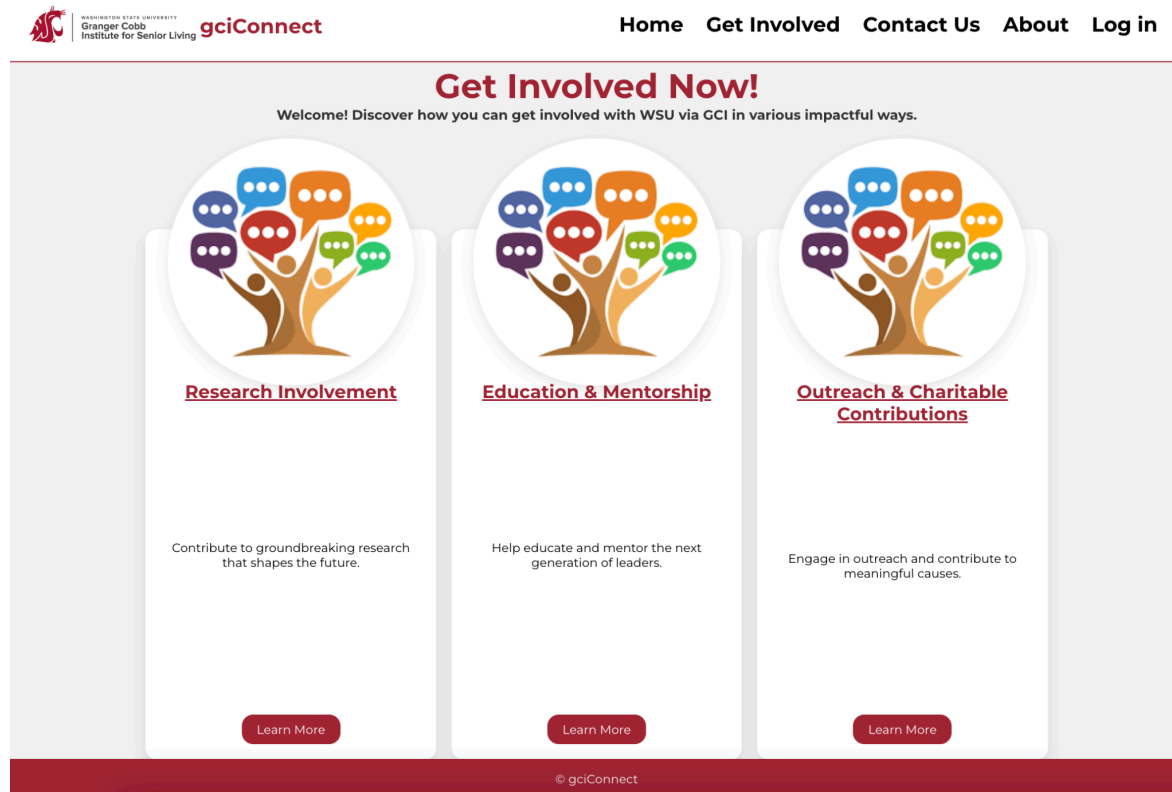 WASHINGTON STATE UNIVERSITY
Granger Cobb
Institute for Senior Living
gciConnect
Home Get Involved Contact Us About Log in
Get Involved Now!
Welcome! Discover how you can get involved with WSU via GCI in various impactful ways.
Research Involvement
Contribute to groundbreaking research
that shapes the future.
Learn More
Education & Mentorship
Help educate and mentor the next
generation of leaders.
Learn More
Outreach & Charitable
Contributions
Engage in outreach and contribute to
meaningful causes.
Learn More
© gciConnect